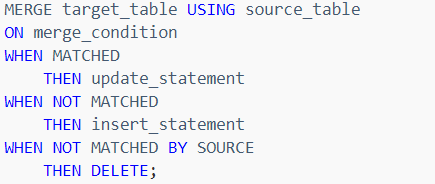 MERGE target_table USING source_table
ON merge_condition
WHEN MATCHED
    THEN update_statement
WHEN NOT MATCHED
    THEN insert_statement
WHEN NOT MATCHED BY SOURCE
    THEN DELETE;